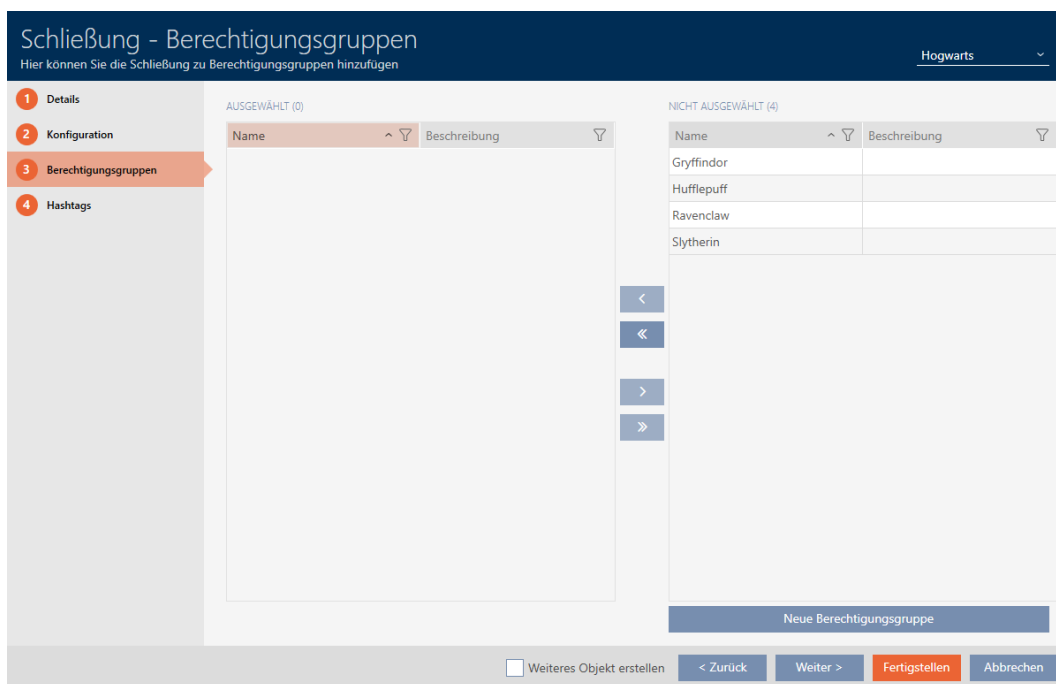 Schließung - Berechtigungsgruppen
Hier können Sie die Schließung zu Berechtigungsgruppen hinzufügen
Hogwarts
1 Details
2 Konfiguration
3 Berechtigungsgruppen
4 Hashtags
AUSGEWÄHLT (0)
Name Beschreibung
NICHT AUSGEWÄHLT (4)
Name Beschreibung
Gryffindor
Hufflepuff
Ravenclaw
Slytherin
Neue Berechtigungsgruppe
Weiteres Objekt erstellen < Zurück Weiter > Fertigstellen Abbrechen